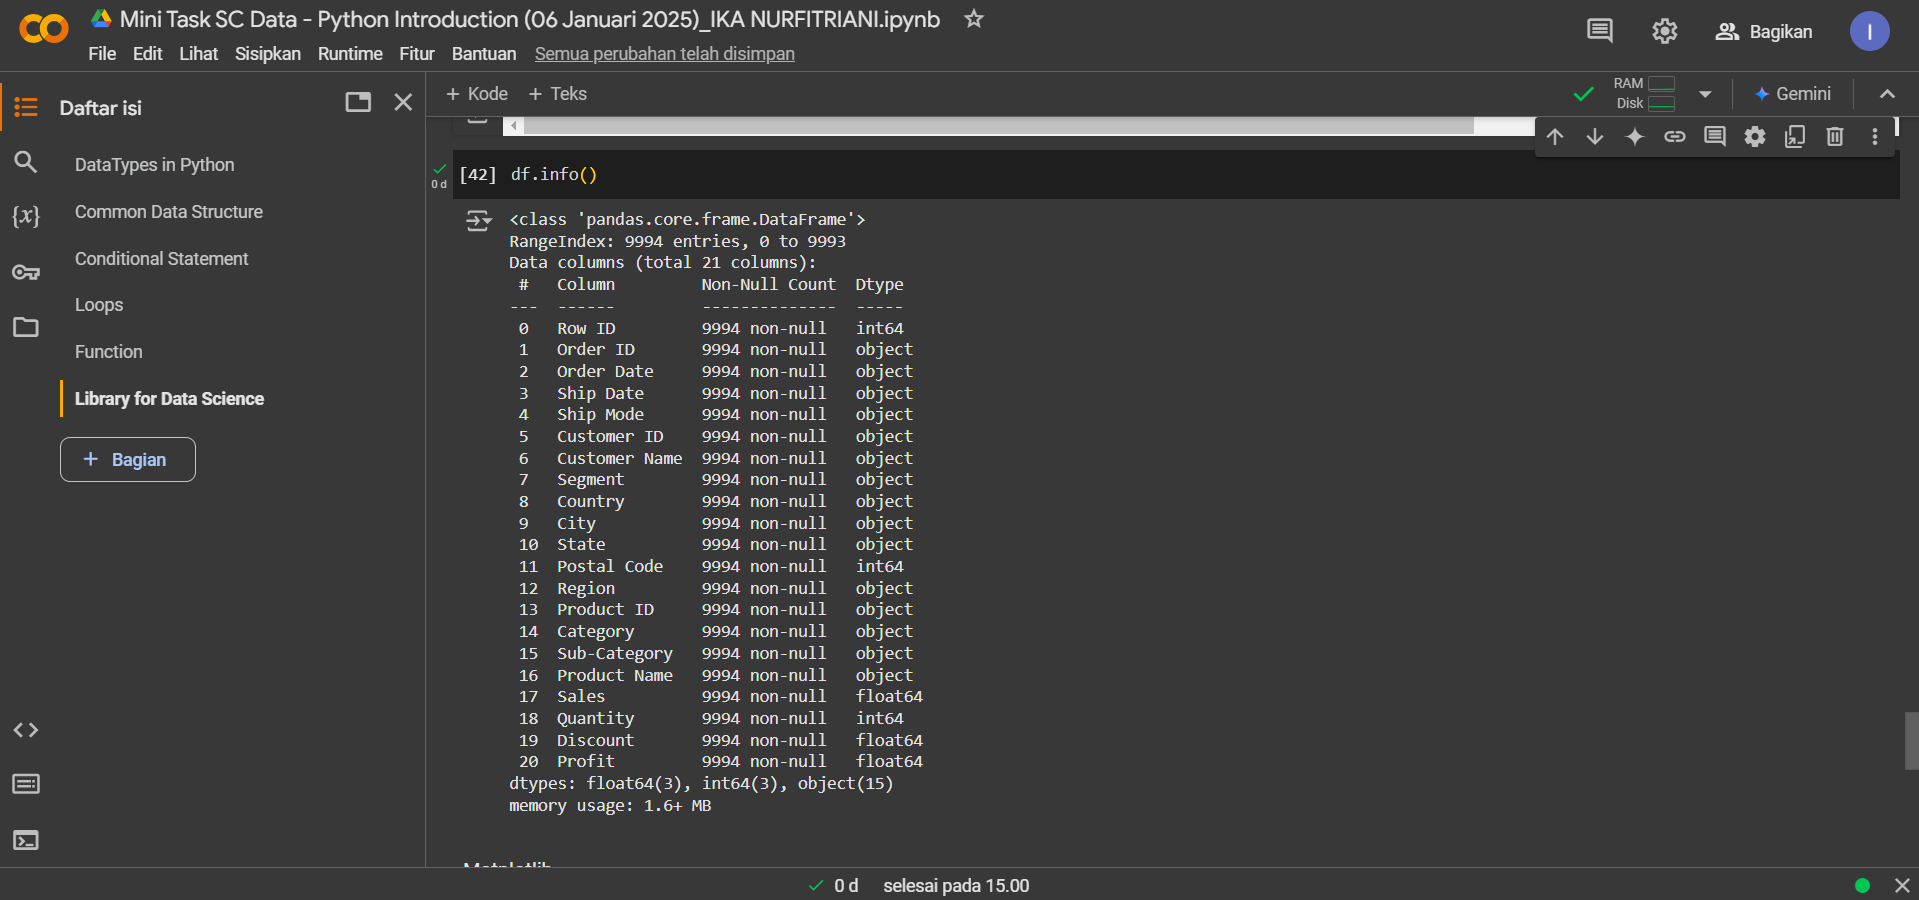 Mini Task SC Data - Python Introduction (06 Januari 2025)_IKA NURFITRIANI.ipynb
File Edit Lihat Sisipkan Runtime Fitur Bantuan Semua perubahan telah disimpan
Bagikan
I
Daftar isi
DataTypes in Python
Common Data Structure
Conditional Statement
Loops
Function
Library for Data Science
+ Bagian
{x}
+ Kode + Teks
RAM
Disk
Gemini
0 d
[42] df.info()
<class 'pandas.core.frame.DataFrame'>
RangeIndex: 9994 entries, 0 to 9993
Data columns (total 21 columns):
 #   Column         Non-Null Count  Dtype
---  ------         --------------  -----
 0   Row ID         9994 non-null   int64
 1   Order ID       9994 non-null   object
 2   Order Date     9994 non-null   object
 3   Ship Date      9994 non-null   object
 4   Ship Mode      9994 non-null   object
 5   Customer ID    9994 non-null   object
 6   Customer Name  9994 non-null   object
 7   Segment        9994 non-null   object
 8   Country        9994 non-null   object
 9   City           9994 non-null   object
 10  State          9994 non-null   object
 11  Postal Code    9994 non-null   int64
 12  Region         9994 non-null   object
 13  Product ID     9994 non-null   object
 14  Category       9994 non-null   object
 15  Sub-Category   9994 non-null   object
 16  Product Name   9994 non-null   object
 17  Sales          9994 non-null   float64
 18  Quantity       9994 non-null   int64
 19  Discount       9994 non-null   float64
 20  Profit         9994 non-null   float64
dtypes: float64(3), int64(3), object(15)
memory usage: 1.6+ MB
Matplotlib
0 d selesai pada 15.00